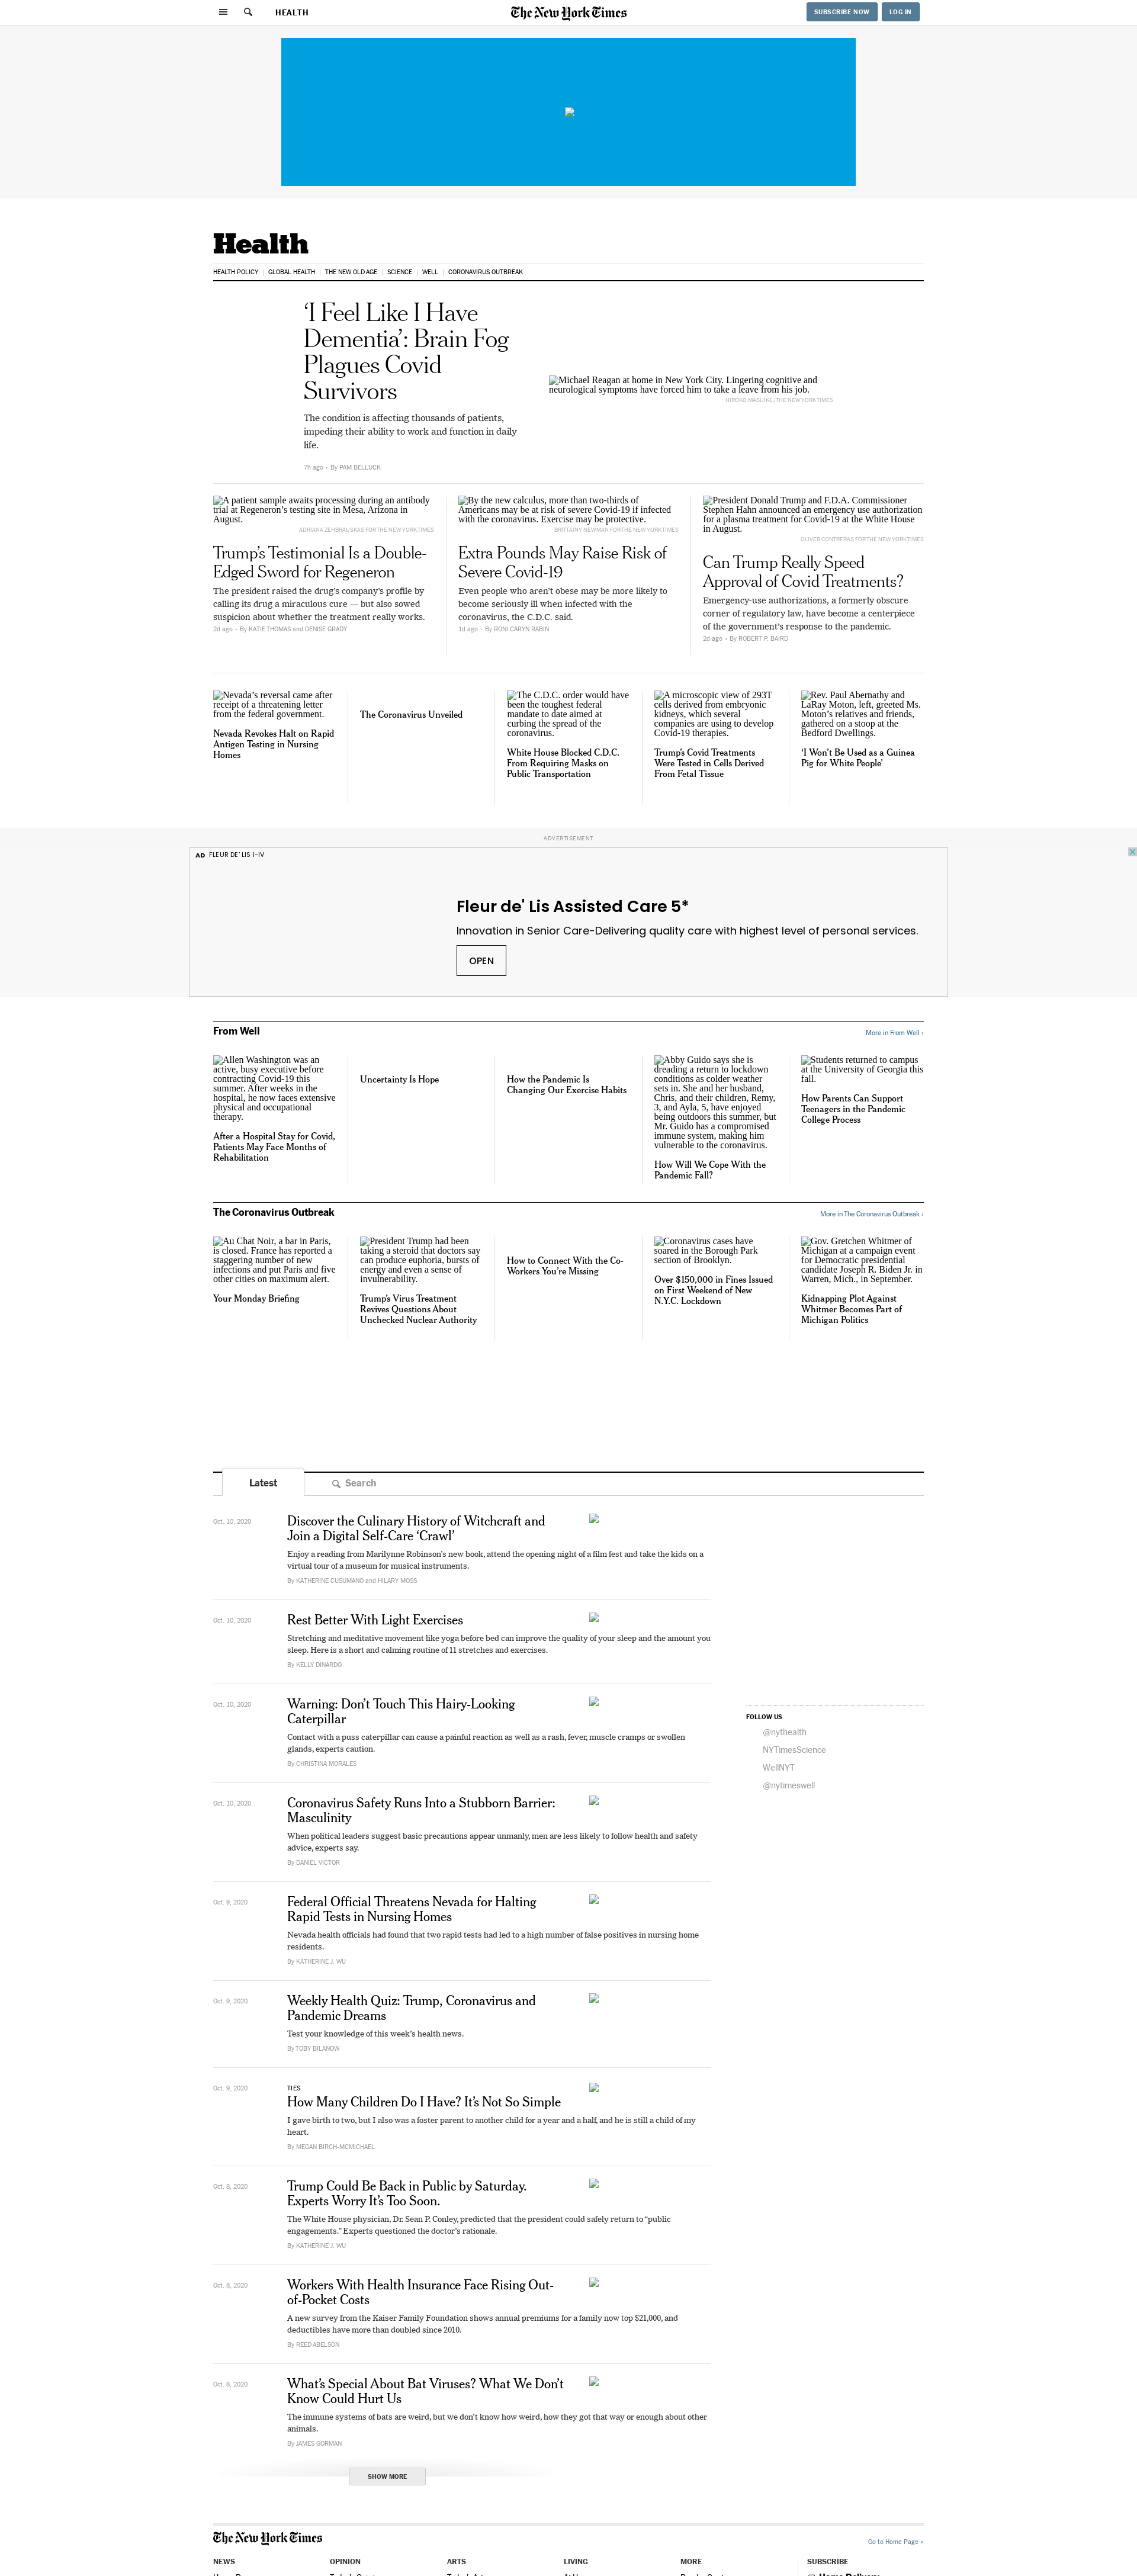 HEALTH
The New York Times
SUBSCRIBE NOW
LOG IN
Health
HEALTH POLICY
GLOBAL HEALTH
THE NEW OLD AGE
SCIENCE
WELL
CORONAVIRUS OUTBREAK
‘I Feel Like I Have
Dementia’: Brain Fog
Plagues Covid
Survivors
The condition is affecting thousands of patients,
impeding their ability to work and function in daily
life.
7h ago • By PAM BELLUCK
Michael Reagan at home in New York City. Lingering cognitive and
neurological symptoms have forced him to take a leave from his job.
HIROKO MASUIKE/THE NEW YORK TIMES
A patient sample awaits processing during an antibody
trial at Regeneron’s testing site in Mesa, Arizona in
August.
ADRIANA ZEHBRAUSKAS FOR THE NEW YORK TIMES
Trump’s Testimonial Is a Double-
Edged Sword for Regeneron
The president raised the drug’s company’s profile by
calling its drug a miraculous cure — but also sowed
suspicion about whether the treatment really works.
2d ago • By KATIE THOMAS and DENISE GRADY
By the new calculus, more than two-thirds of
Americans may be at risk of severe Covid-19 if infected
with the coronavirus. Exercise may be protective.
BRITTAINY NEWMAN FOR THE NEW YORK TIMES
Extra Pounds May Raise Risk of
Severe Covid-19
Even people who aren’t obese may be more likely to
become seriously ill when infected with the
coronavirus, the C.D.C. said.
1d ago • By RONI CARYN RABIN
President Donald Trump and F.D.A. Commissioner
Stephen Hahn announced an emergency use authorization
for a plasma treatment for Covid-19 at the White House
in August.
OLIVER CONTRERAS FOR THE NEW YORK TIMES
Can Trump Really Speed
Approval of Covid Treatments?
Emergency-use authorizations, a formerly obscure
corner of regulatory law, have become a centerpiece
of the government’s response to the pandemic.
2d ago • By ROBERT P. BAIRD
Nevada’s reversal came after
receipt of a threatening letter
from the federal government.
Nevada Revokes Halt on Rapid
Antigen Testing in Nursing
Homes
The Coronavirus Unveiled
The C.D.C. order would have
been the toughest federal
mandate to date aimed at
curbing the spread of the
coronavirus.
White House Blocked C.D.C.
From Requiring Masks on
Public Transportation
A microscopic view of 293T
cells derived from embryonic
kidneys, which several
companies are using to develop
Covid-19 therapies.
Trump’s Covid Treatments
Were Tested in Cells Derived
From Fetal Tissue
Rev. Paul Abernathy and
LaRay Moton, left, greeted Ms.
Moton’s relatives and friends,
gathered on a stoop at the
Bedford Dwellings.
‘I Won’t Be Used as a Guinea
Pig for White People’
ADVERTISEMENT
AD FLEUR DE' LIS I-IV
Fleur de' Lis Assisted Care 5*
Innovation in Senior Care-Delivering quality care with highest level of personal services.
OPEN
From Well
More in From Well ›
Allen Washington was an
active, busy executive before
contracting Covid-19 this
summer. After weeks in the
hospital, he now faces extensive
physical and occupational
therapy.
After a Hospital Stay for Covid,
Patients May Face Months of
Rehabilitation
Uncertainty Is Hope
How the Pandemic Is
Changing Our Exercise Habits
Abby Guido says she is
dreading a return to lockdown
conditions as colder weather
sets in. She and her husband,
Chris, and their children, Remy,
3, and Ayla, 5, have enjoyed
being outdoors this summer, but
Mr. Guido has a compromised
immune system, making him
vulnerable to the coronavirus.
How Will We Cope With the
Pandemic Fall?
Students returned to campus
at the University of Georgia this
fall.
How Parents Can Support
Teenagers in the Pandemic
College Process
The Coronavirus Outbreak
More in The Coronavirus Outbreak ›
Au Chat Noir, a bar in Paris,
is closed. France has reported a
staggering number of new
infections and put Paris and five
other cities on maximum alert.
Your Monday Briefing
President Trump had been
taking a steroid that doctors say
can produce euphoria, bursts of
energy and even a sense of
invulnerability.
Trump’s Virus Treatment
Revives Questions About
Unchecked Nuclear Authority
How to Connect With the Co-
Workers You’re Missing
Coronavirus cases have
soared in the Borough Park
section of Brooklyn.
Over $150,000 in Fines Issued
on First Weekend of New
N.Y.C. Lockdown
Gov. Gretchen Whitmer of
Michigan at a campaign event
for Democratic presidential
candidate Joseph R. Biden Jr. in
Warren, Mich., in September.
Kidnapping Plot Against
Whitmer Becomes Part of
Michigan Politics
Latest
Search
Oct. 10, 2020
Discover the Culinary History of Witchcraft and
Join a Digital Self-Care ‘Crawl’
Enjoy a reading from Marilynne Robinson’s new book, attend the opening night of a film fest and take the kids on a
virtual tour of a museum for musical instruments.
By KATHERINE CUSUMANO and HILARY MOSS
Oct. 10, 2020
Rest Better With Light Exercises
Stretching and meditative movement like yoga before bed can improve the quality of your sleep and the amount you
sleep. Here is a short and calming routine of 11 stretches and exercises.
By KELLY DINARDO
Oct. 10, 2020
Warning: Don’t Touch This Hairy-Looking
Caterpillar
Contact with a puss caterpillar can cause a painful reaction as well as a rash, fever, muscle cramps or swollen
glands, experts caution.
By CHRISTINA MORALES
Oct. 10, 2020
Coronavirus Safety Runs Into a Stubborn Barrier:
Masculinity
When political leaders suggest basic precautions appear unmanly, men are less likely to follow health and safety
advice, experts say.
By DANIEL VICTOR
Oct. 9, 2020
Federal Official Threatens Nevada for Halting
Rapid Tests in Nursing Homes
Nevada health officials had found that two rapid tests had led to a high number of false positives in nursing home
residents.
By KATHERINE J. WU
Oct. 9, 2020
Weekly Health Quiz: Trump, Coronavirus and
Pandemic Dreams
Test your knowledge of this week’s health news.
By TOBY BILANOW
Oct. 9, 2020
TIES
How Many Children Do I Have? It’s Not So Simple
I gave birth to two, but I also was a foster parent to another child for a year and a half, and he is still a child of my
heart.
By MEGAN BIRCH-MCMICHAEL
Oct. 8, 2020
Trump Could Be Back in Public by Saturday.
Experts Worry It’s Too Soon.
The White House physician, Dr. Sean P. Conley, predicted that the president could safely return to “public
engagements.” Experts questioned the doctor’s rationale.
By KATHERINE J. WU
Oct. 8, 2020
Workers With Health Insurance Face Rising Out-
of-Pocket Costs
A new survey from the Kaiser Family Foundation shows annual premiums for a family now top $21,000, and
deductibles have more than doubled since 2010.
By REED ABELSON
Oct. 8, 2020
What’s Special About Bat Viruses? What We Don’t
Know Could Hurt Us
The immune systems of bats are weird, but we don’t know how weird, how they got that way or enough about other
animals.
By JAMES GORMAN
SHOW MORE
FOLLOW US
@nythealth
NYTimesScience
WellNYT
@nytimeswell
The New York Times
Go to Home Page »
NEWS
OPINION
ARTS
LIVING
MORE
SUBSCRIBE